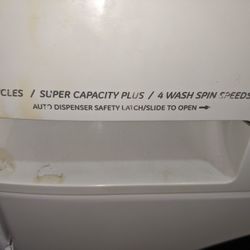 CLES / SUPER CAPACITY PLUS / 4 WASH SPIN SPEEDS
AUTO DISPENSER SAFETY LATCH/SLIDE TO OPEN →